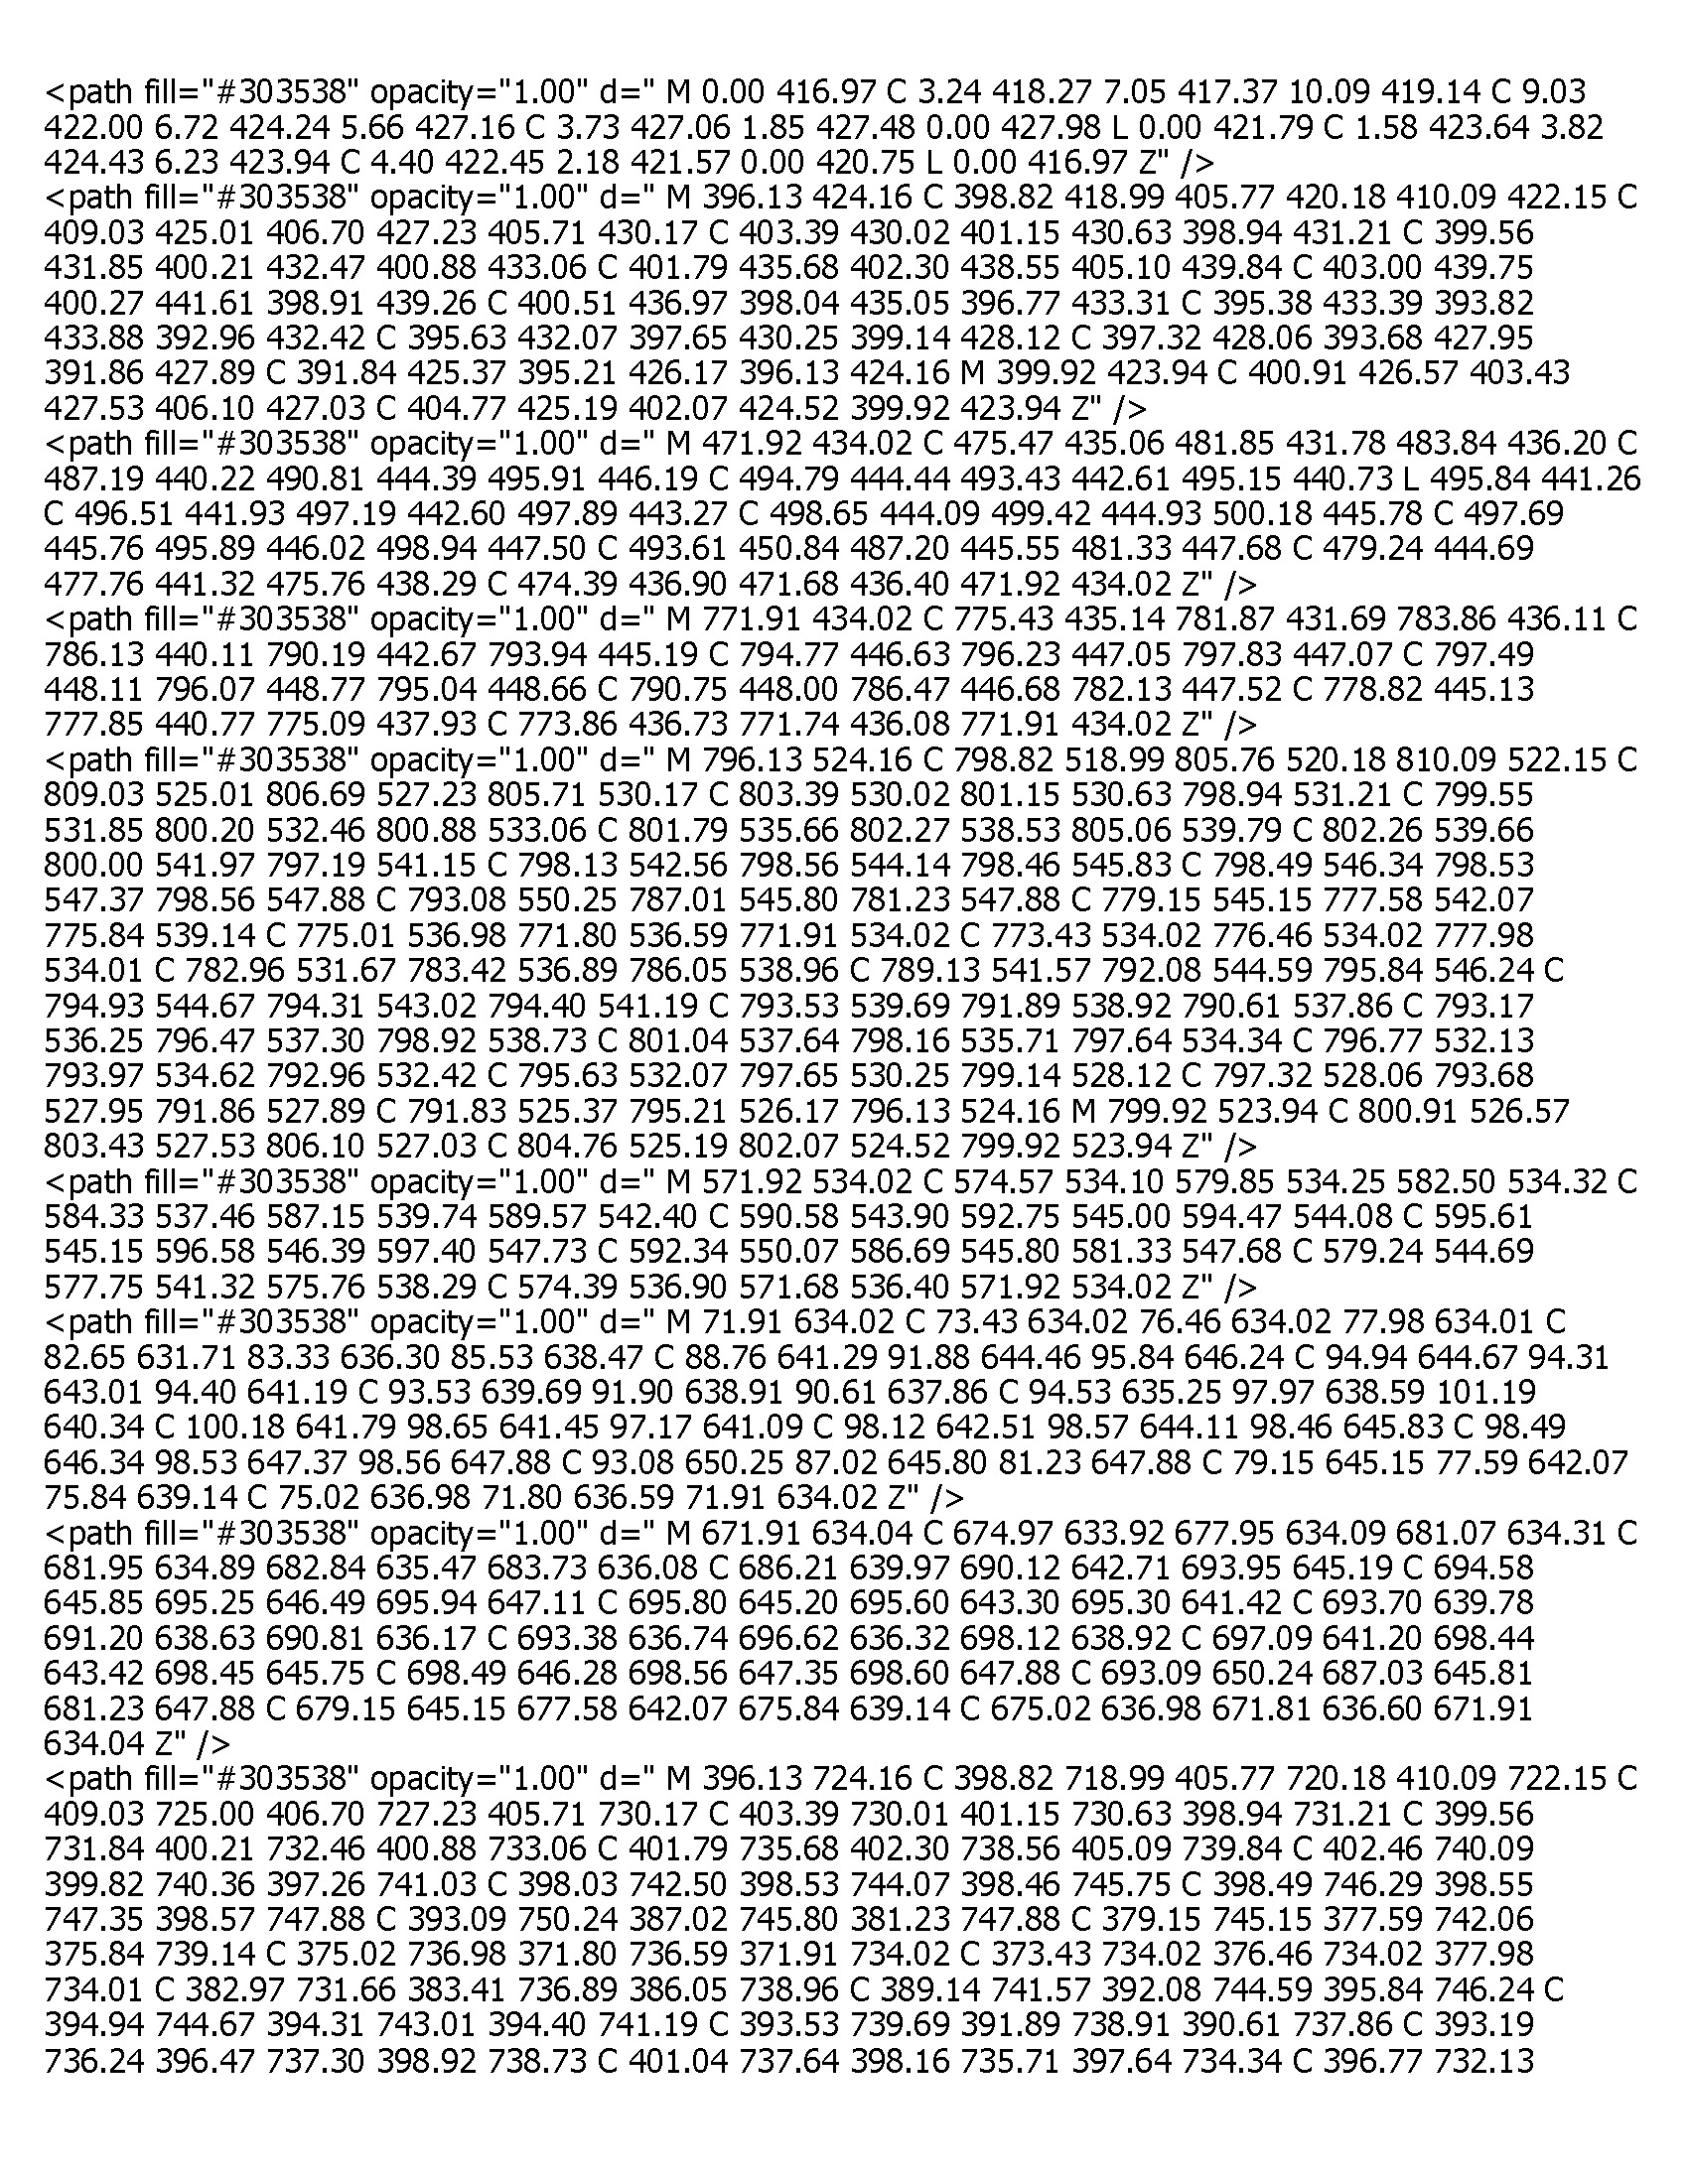 <path fill="#303538" opacity="1.00" d=" M 0.00 416.97 C 3.24 418.27 7.05 417.37 10.09 419.14 C 9.03
422.00 6.72 424.24 5.66 427.16 C 3.73 427.06 1.85 427.48 0.00 427.98 L 0.00 421.79 C 1.58 423.64 3.82
424.43 6.23 423.94 C 4.40 422.45 2.18 421.57 0.00 420.75 L 0.00 416.97 Z" />
<path fill="#303538" opacity="1.00" d=" M 396.13 424.16 C 398.82 418.99 405.77 420.18 410.09 422.15 C
409.03 425.01 406.70 427.23 405.71 430.17 C 403.39 430.02 401.15 430.63 398.94 431.21 C 399.56
431.85 400.21 432.47 400.88 433.06 C 401.79 435.68 402.30 438.55 405.10 439.84 C 403.00 439.75
400.27 441.61 398.91 439.26 C 400.51 436.97 398.04 435.05 396.77 433.31 C 395.38 433.39 393.82
433.88 392.96 432.42 C 395.63 432.07 397.65 430.25 399.14 428.12 C 397.32 428.06 393.68 427.95
391.86 427.89 C 391.84 425.37 395.21 426.17 396.13 424.16 M 399.92 423.94 C 400.91 426.57 403.43
427.53 406.10 427.03 C 404.77 425.19 402.07 424.52 399.92 423.94 Z" />
<path fill="#303538" opacity="1.00" d=" M 471.92 434.02 C 475.47 435.06 481.85 431.78 483.84 436.20 C
487.19 440.22 490.81 444.39 495.91 446.19 C 494.79 444.44 493.43 442.61 495.15 440.73 L 495.84 441.26
C 496.51 441.93 497.19 442.60 497.89 443.27 C 498.65 444.09 499.42 444.93 500.18 445.78 C 497.69
445.76 495.89 446.02 498.94 447.50 C 493.61 450.84 487.20 445.55 481.33 447.68 C 479.24 444.69
477.76 441.32 475.76 438.29 C 474.39 436.90 471.68 436.40 471.92 434.02 Z" />
<path fill="#303538" opacity="1.00" d=" M 771.91 434.02 C 775.43 435.14 781.87 431.69 783.86 436.11 C
786.13 440.11 790.19 442.67 793.94 445.19 C 794.77 446.63 796.23 447.05 797.83 447.07 C 797.49
448.11 796.07 448.77 795.04 448.66 C 790.75 448.00 786.47 446.68 782.13 447.52 C 778.82 445.13
777.85 440.77 775.09 437.93 C 773.86 436.73 771.74 436.08 771.91 434.02 Z" />
<path fill="#303538" opacity="1.00" d=" M 796.13 524.16 C 798.82 518.99 805.76 520.18 810.09 522.15 C
809.03 525.01 806.69 527.23 805.71 530.17 C 803.39 530.02 801.15 530.63 798.94 531.21 C 799.55
531.85 800.20 532.46 800.88 533.06 C 801.79 535.66 802.27 538.53 805.06 539.79 C 802.26 539.66
800.00 541.97 797.19 541.15 C 798.13 542.56 798.56 544.14 798.46 545.83 C 798.49 546.34 798.53
547.37 798.56 547.88 C 793.08 550.25 787.01 545.80 781.23 547.88 C 779.15 545.15 777.58 542.07
775.84 539.14 C 775.01 536.98 771.80 536.59 771.91 534.02 C 773.43 534.02 776.46 534.02 777.98
534.01 C 782.96 531.67 783.42 536.89 786.05 538.96 C 789.13 541.57 792.08 544.59 795.84 546.24 C
794.93 544.67 794.31 543.02 794.40 541.19 C 793.53 539.69 791.89 538.92 790.61 537.86 C 793.17
536.25 796.47 537.30 798.92 538.73 C 801.04 537.64 798.16 535.71 797.64 534.34 C 796.77 532.13
793.97 534.62 792.96 532.42 C 795.63 532.07 797.65 530.25 799.14 528.12 C 797.32 528.06 793.68
527.95 791.86 527.89 C 791.83 525.37 795.21 526.17 796.13 524.16 M 799.92 523.94 C 800.91 526.57
803.43 527.53 806.10 527.03 C 804.76 525.19 802.07 524.52 799.92 523.94 Z" />
<path fill="#303538" opacity="1.00" d=" M 571.92 534.02 C 574.57 534.10 579.85 534.25 582.50 534.32 C
584.33 537.46 587.15 539.74 589.57 542.40 C 590.58 543.90 592.75 545.00 594.47 544.08 C 595.61
545.15 596.58 546.39 597.40 547.73 C 592.34 550.07 586.69 545.80 581.33 547.68 C 579.24 544.69
577.75 541.32 575.76 538.29 C 574.39 536.90 571.68 536.40 571.92 534.02 Z" />
<path fill="#303538" opacity="1.00" d=" M 71.91 634.02 C 73.43 634.02 76.46 634.02 77.98 634.01 C
82.65 631.71 83.33 636.30 85.53 638.47 C 88.76 641.29 91.88 644.46 95.84 646.24 C 94.94 644.67 94.31
643.01 94.40 641.19 C 93.53 639.69 91.90 638.91 90.61 637.86 C 94.53 635.25 97.97 638.59 101.19
640.34 C 100.18 641.79 98.65 641.45 97.17 641.09 C 98.12 642.51 98.57 644.11 98.46 645.83 C 98.49
646.34 98.53 647.37 98.56 647.88 C 93.08 650.25 87.02 645.80 81.23 647.88 C 79.15 645.15 77.59 642.07
75.84 639.14 C 75.02 636.98 71.80 636.59 71.91 634.02 Z" />
<path fill="#303538" opacity="1.00" d=" M 671.91 634.04 C 674.97 633.92 677.95 634.09 681.07 634.31 C
681.95 634.89 682.84 635.47 683.73 636.08 C 686.21 639.97 690.12 642.71 693.95 645.19 C 694.58
645.85 695.25 646.49 695.94 647.11 C 695.80 645.20 695.60 643.30 695.30 641.42 C 693.70 639.78
691.20 638.63 690.81 636.17 C 693.38 636.74 696.62 636.32 698.12 638.92 C 697.09 641.20 698.44
643.42 698.45 645.75 C 698.49 646.28 698.56 647.35 698.60 647.88 C 693.09 650.24 687.03 645.81
681.23 647.88 C 679.15 645.15 677.58 642.07 675.84 639.14 C 675.02 636.98 671.81 636.60 671.91
634.04 Z" />
<path fill="#303538" opacity="1.00" d=" M 396.13 724.16 C 398.82 718.99 405.77 720.18 410.09 722.15 C
409.03 725.00 406.70 727.23 405.71 730.17 C 403.39 730.01 401.15 730.63 398.94 731.21 C 399.56
731.84 400.21 732.46 400.88 733.06 C 401.79 735.68 402.30 738.56 405.09 739.84 C 402.46 740.09
399.82 740.36 397.26 741.03 C 398.03 742.50 398.53 744.07 398.46 745.75 C 398.49 746.29 398.55
747.35 398.57 747.88 C 393.09 750.24 387.02 745.80 381.23 747.88 C 379.15 745.15 377.59 742.06
375.84 739.14 C 375.02 736.98 371.80 736.59 371.91 734.02 C 373.43 734.02 376.46 734.02 377.98
734.01 C 382.97 731.66 383.41 736.89 386.05 738.96 C 389.14 741.57 392.08 744.59 395.84 746.24 C
394.94 744.67 394.31 743.01 394.40 741.19 C 393.53 739.69 391.89 738.91 390.61 737.86 C 393.19
736.24 396.47 737.30 398.92 738.73 C 401.04 737.64 398.16 735.71 397.64 734.34 C 396.77 732.13